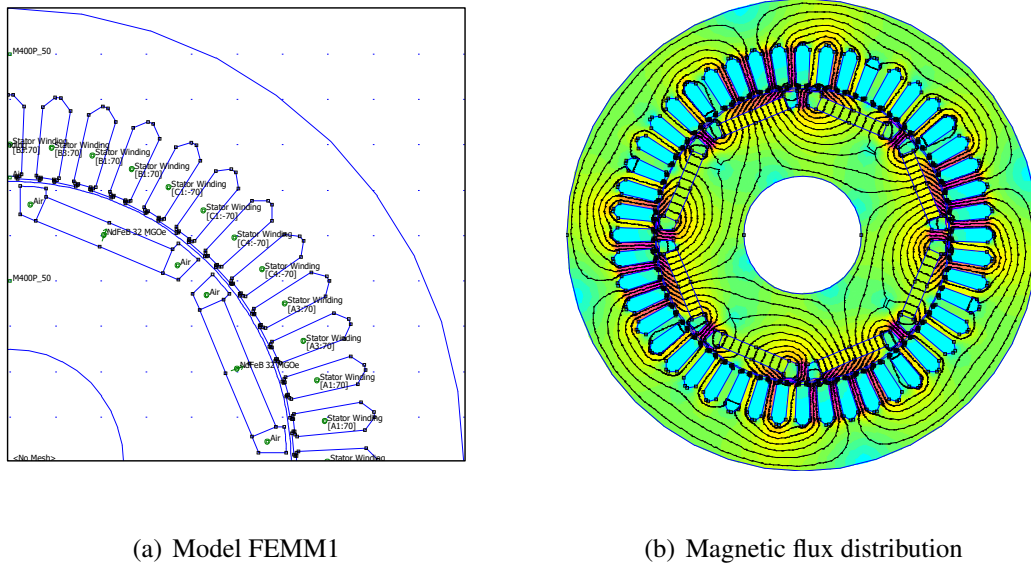 M400P_50
Stator Winding
[B3:70]
Stator Winding
[B3:70]
Stator Winding
[B1:70]
Stator Winding
[B1:70]
Stator Winding
[C1:-70]
Stator Winding
[C1:-70]
Stator Winding
[C4:-70]
Stator Winding
[C4:-70]
Stator Winding
[A3:70]
Stator Winding
[A3:70]
Stator Winding
[A1:70]
Stator Winding
[A1:70]
Stator Winding
Air
NdFeB 32 MGOe
Air
M400P_50
Air
NdFeB 32 MGOe
Air
<No Mesh>
(a) Model FEMM1
(b) Magnetic flux distribution